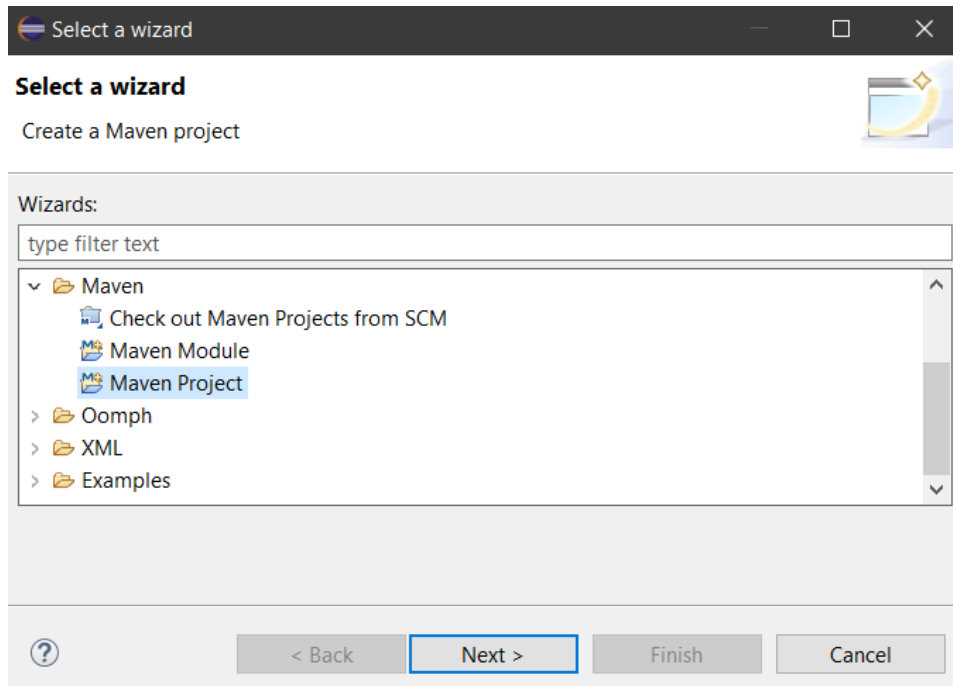 Select a wizard
Select a wizard
Create a Maven project
Wizards:
type filter text
Maven
Check out Maven Projects from SCM
Maven Module
Maven Project
Oomph
XML
Examples
< Back Next > Finish Cancel